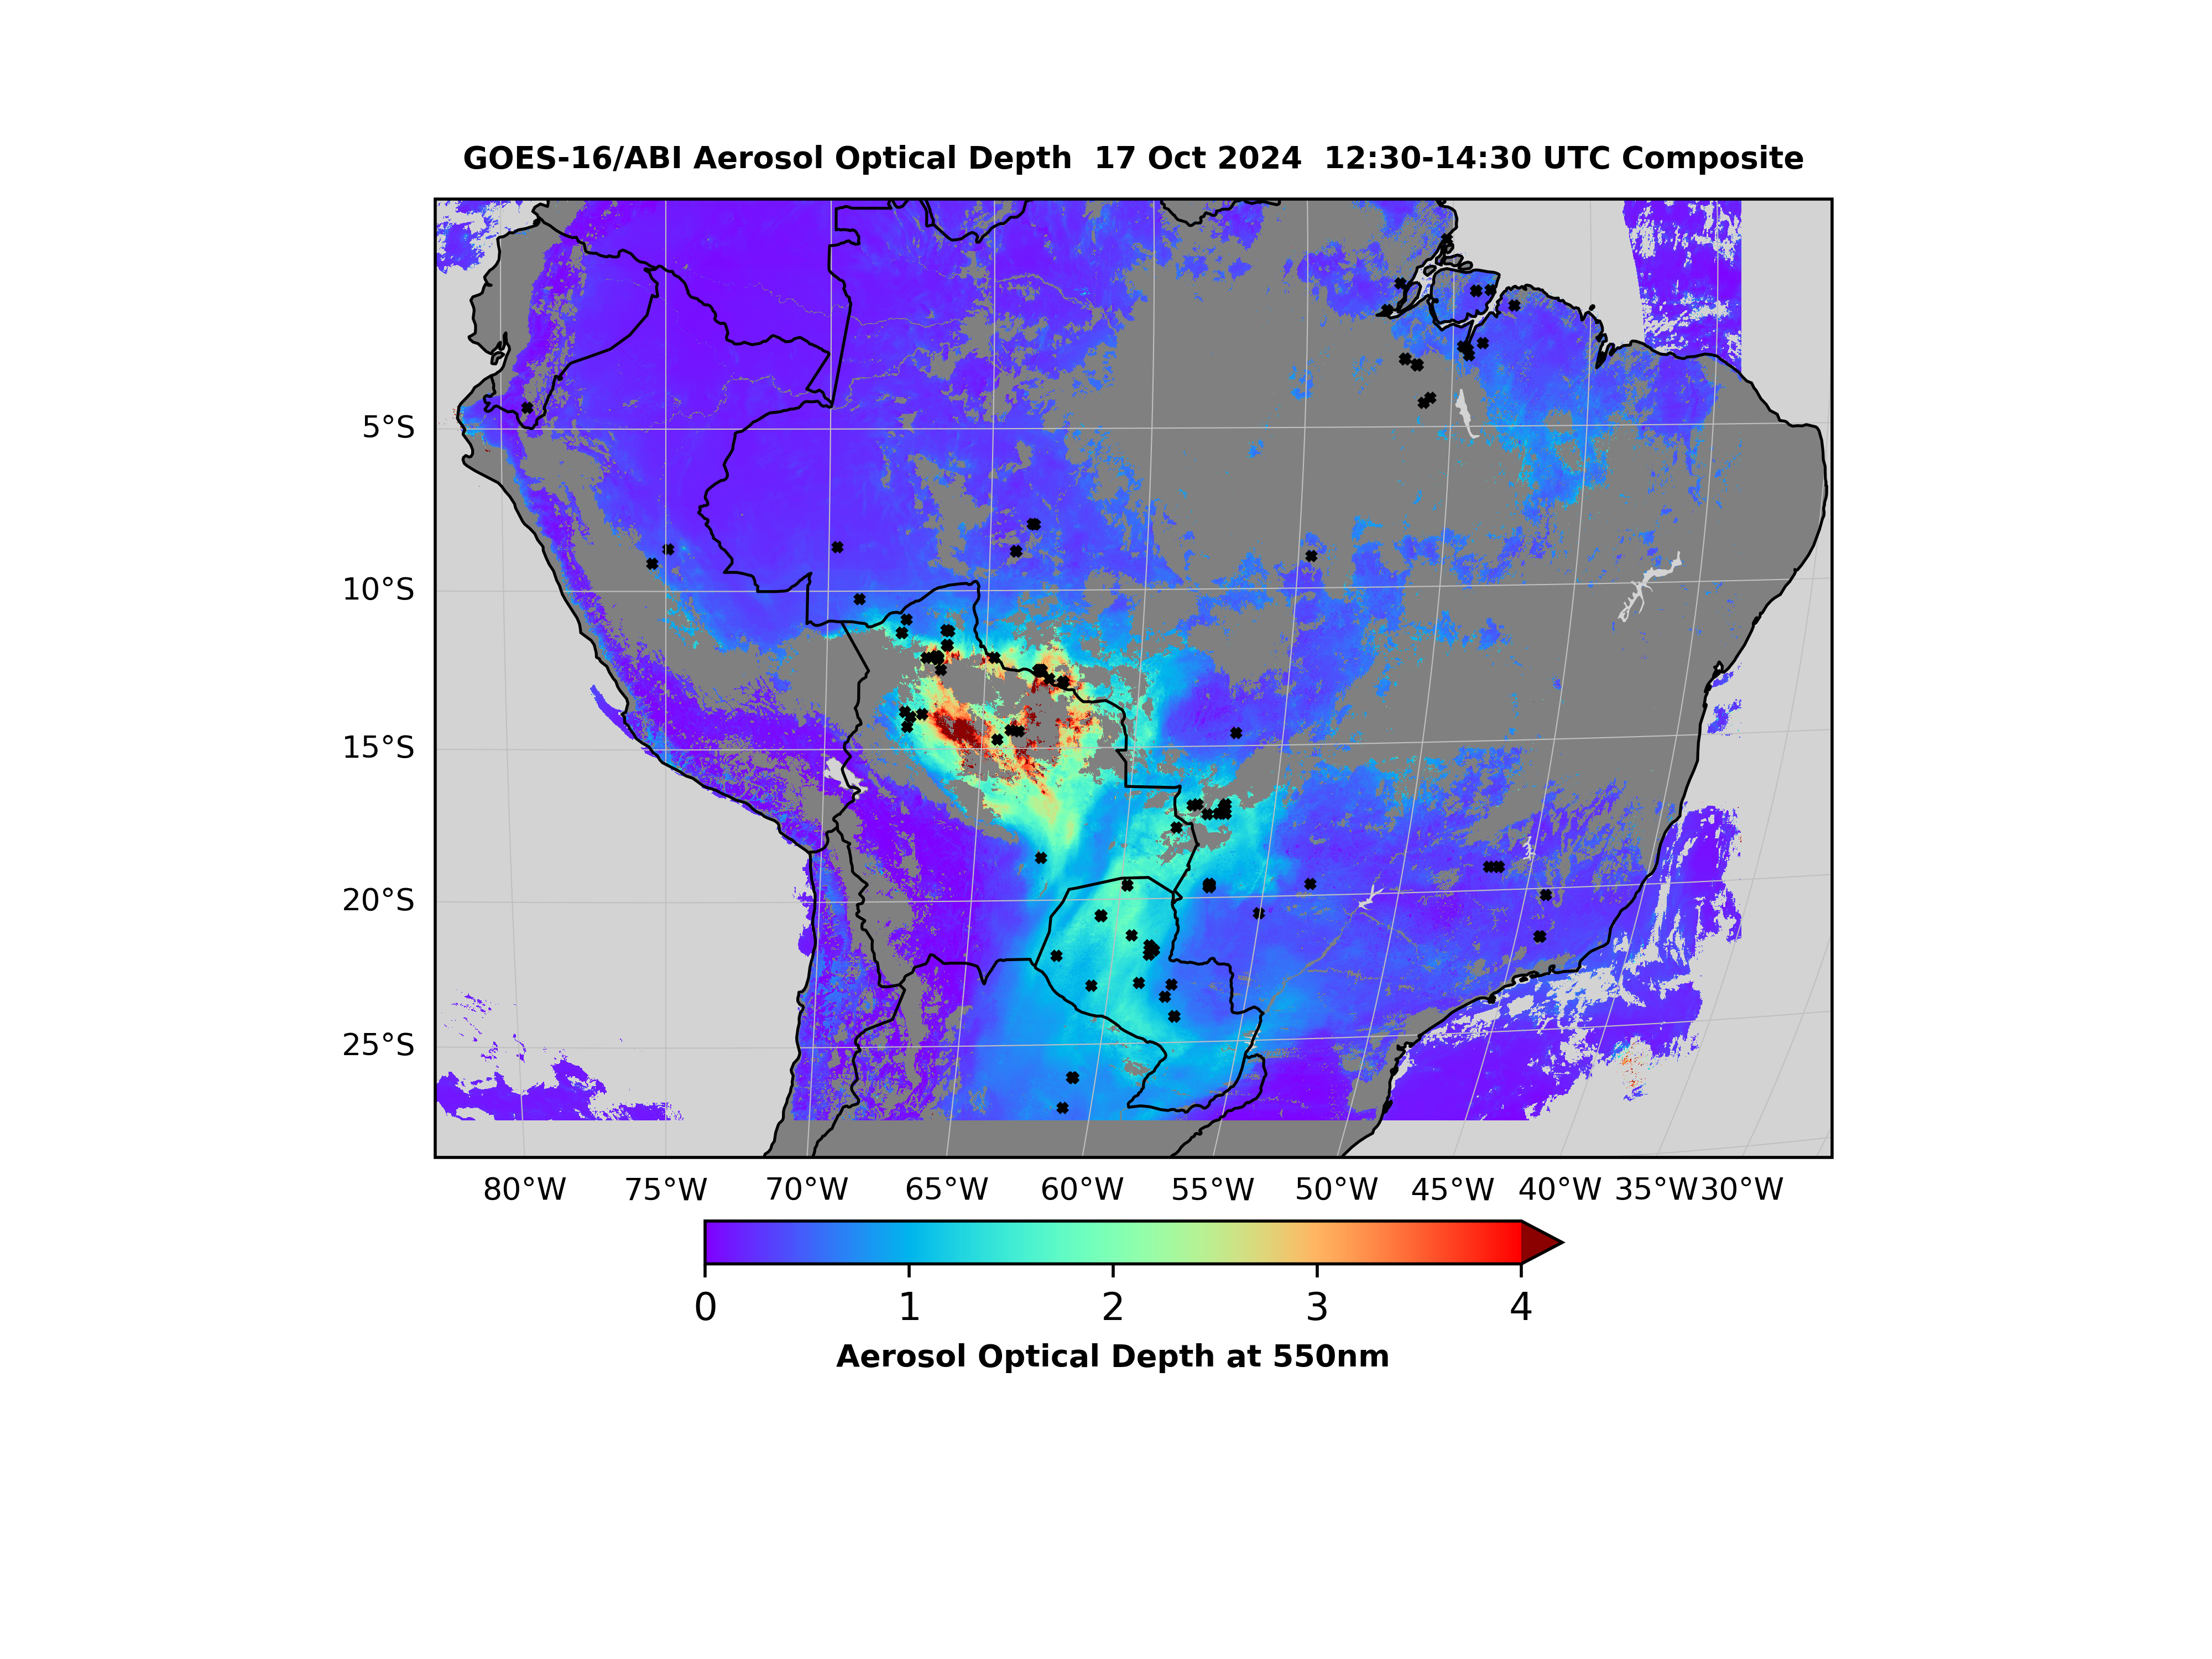 GOES-16/ABI Aerosol Optical Depth  17 Oct 2024  12:30-14:30 UTC Composite
5°S
10°S
15°S
20°S
25°S
80°W 75°W 70°W 65°W 60°W 55°W 50°W 45°W 40°W 35°W 30°W
0 1 2 3 4
Aerosol Optical Depth at 550nm